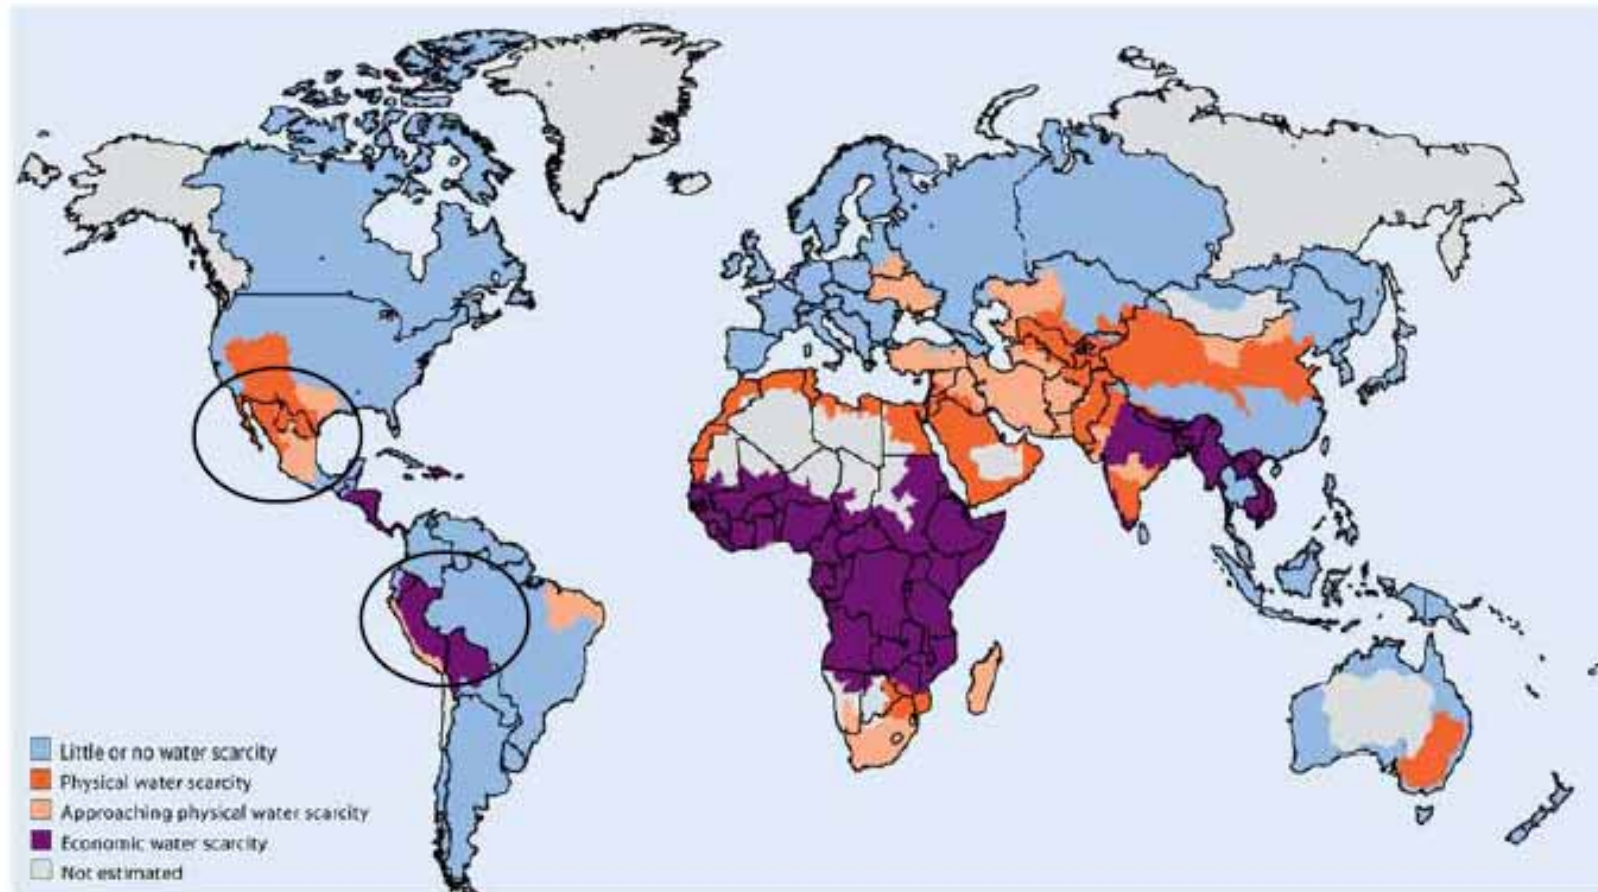 Little or no water scarcity
Physical water scarcity
Approaching physical water scarcity
Economic water scarcity
Not estimated